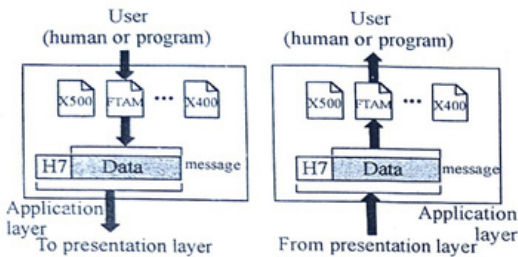 User
(human or program)
X500 FTAM ••• X400
H7 Data message
Application
layer
To presentation layer
User
(human or program)
X500 FTAM ••• X400
H7 Data message
Application
layer
From presentation layer